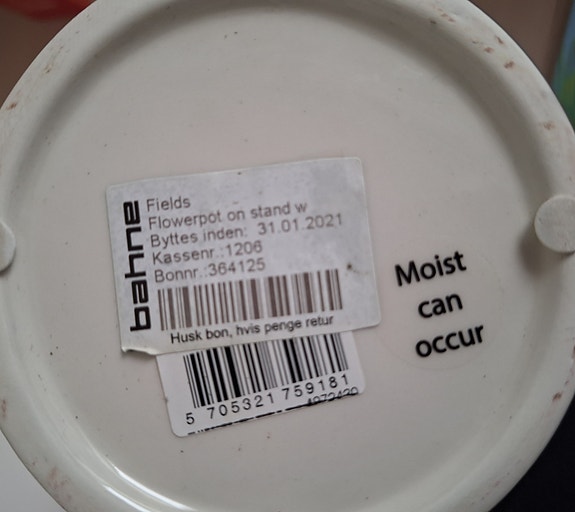 bahne
Fields
Flowerpot on stand w
Byttes inden: 31.01.2021
Kassenr.:1206
Bonnr.:364125
Husk bon, hvis penge retur
5 705321 759181
Moist
can
occur